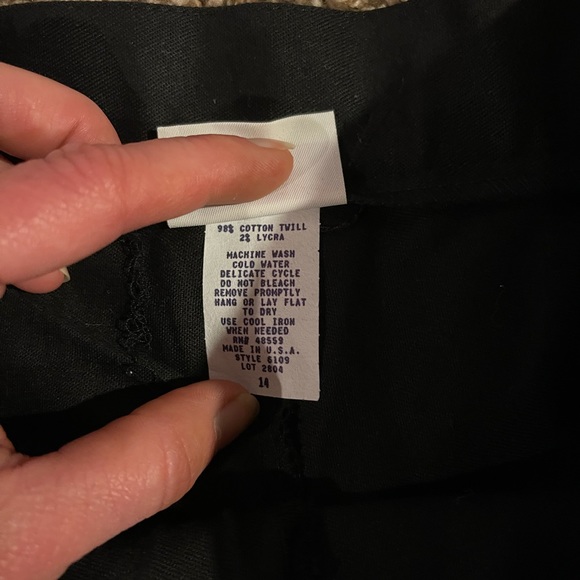 98% COTTON TWILL
2% LYCRA
MACHINE WASH
COLD WATER
DELICATE CYCLE
DO NOT BLEACH
REMOVE PROMPTLY
HANG OR LAY FLAT
TO DRY
USE COOL IRON
WHEN NEEDED
RN# 48559
MADE IN U.S.A.
STYLE 6109
LOT 2804
14